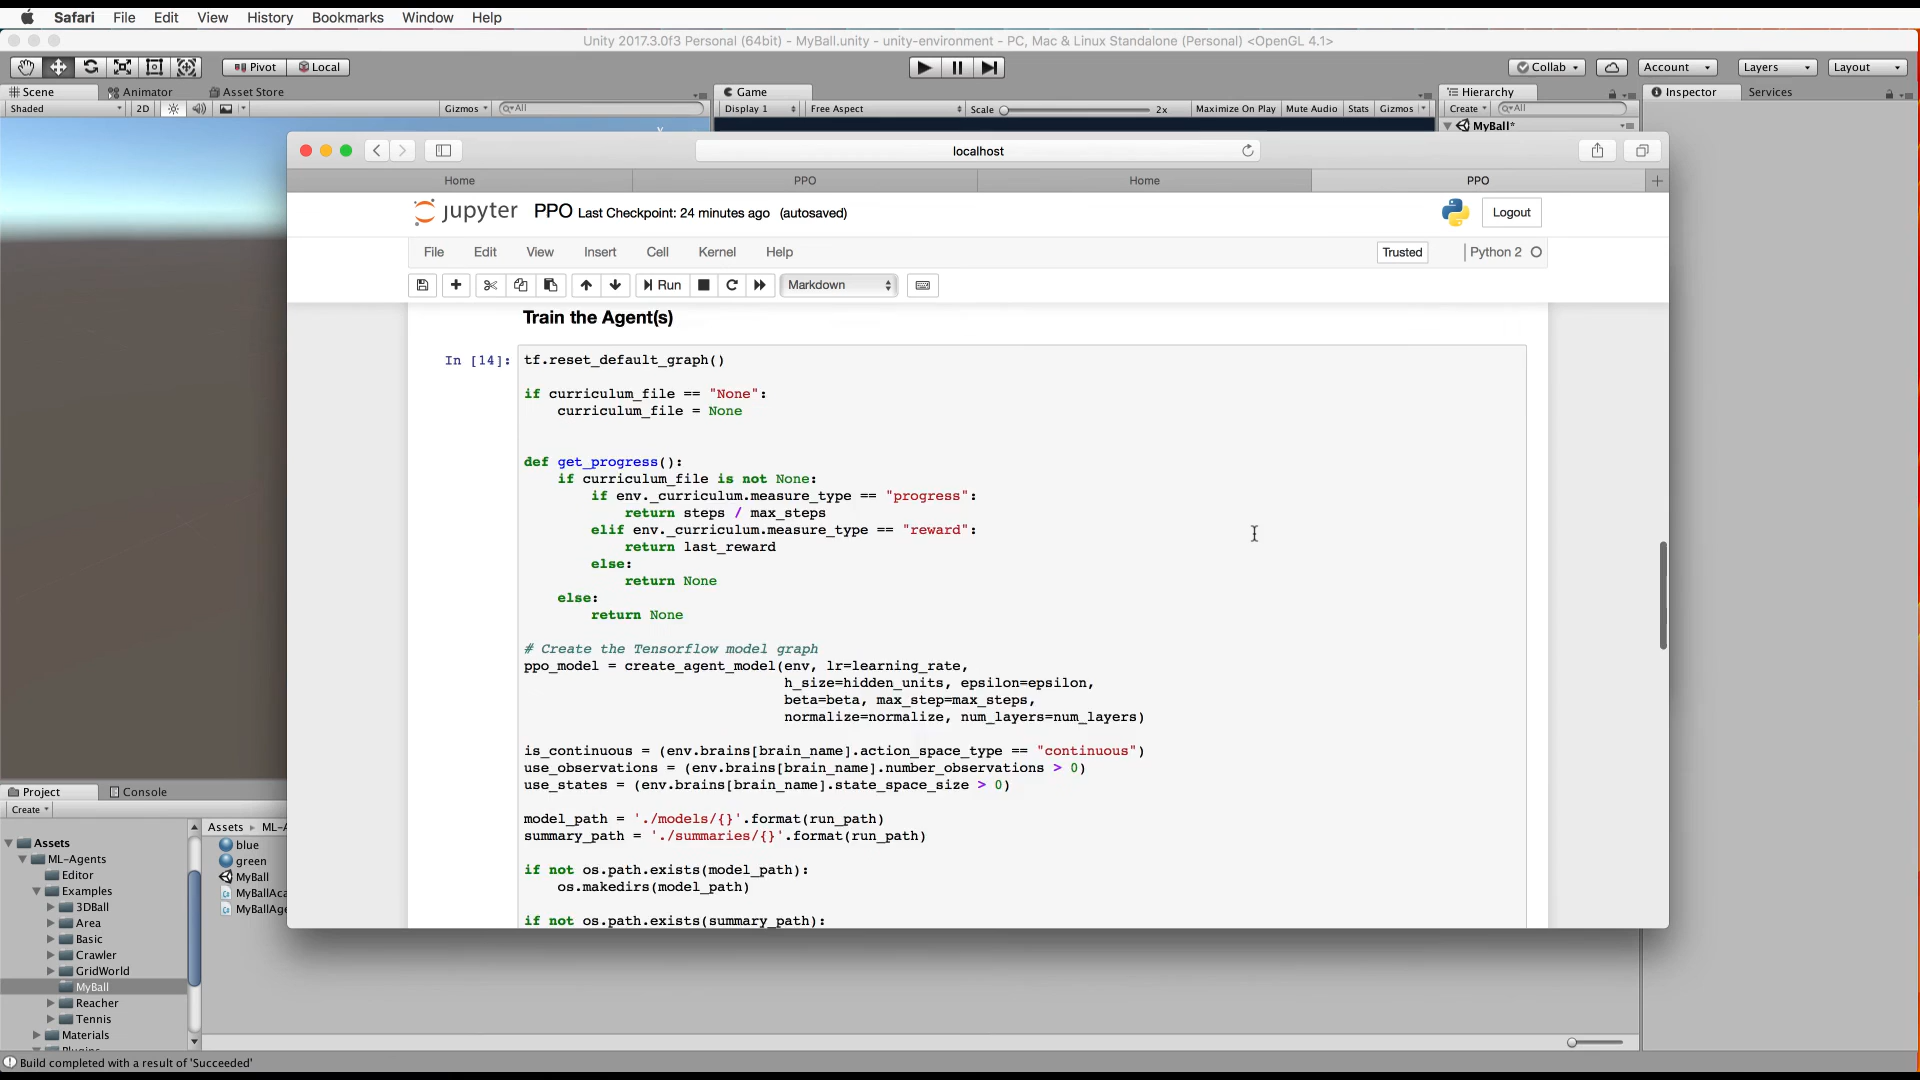 Safari File Edit View History Bookmarks Window Help
Unity 2017.3.0f3 Personal (64bit) - MyBall.unity - unity-environment - PC, Mac & Linux Standalone (Personal) <OpenGL 4.1>
Pivot Local Collab Account Layers Layout
Scene Animator Asset Store Game Hierarchy Inspector Services
Shaded 2D Gizmos All Display 1 Free Aspect Scale 2x Maximize On Play Mute Audio Stats Gizmos Create All
y MyBall*
localhost
Home PPO Home PPO
jupyter PPO Last Checkpoint: 24 minutes ago (autosaved) Logout
File Edit View Insert Cell Kernel Help Trusted Python 2
Run Markdown
Train the Agent(s)
In [14]: tf.reset_default_graph()
if curriculum_file == "None":
    curriculum_file = None
def get_progress():
    if curriculum_file is not None:
        if env._curriculum.measure_type == "progress":
            return steps / max_steps
        elif env._curriculum.measure_type == "reward":
            return last_reward
        else:
            return None
    else:
        return None
# Create the Tensorflow model graph
ppo_model = create_agent_model(env, lr=learning_rate,
                               h_size=hidden_units, epsilon=epsilon,
                               beta=beta, max_step=max_steps,
                               normalize=normalize, num_layers=num_layers)
is_continuous = (env.brains[brain_name].action_space_type == "continuous")
use_observations = (env.brains[brain_name].number_observations > 0)
use_states = (env.brains[brain_name].state_space_size > 0)
model_path = './models/{}'.format(run_path)
summary_path = './summaries/{}'.format(run_path)
if not os.path.exists(model_path):
    os.makedirs(model_path)
if not os.path.exists(summary_path):
Project Console
Create
Assets ML-A
Assets
ML-Agents
Editor
Examples
3DBall
Area
Basic
Crawler
GridWorld
MyBall
Reacher
Tennis
Materials
blue
green
MyBall
MyBallAca
MyBallAge
Build completed with a result of 'Succeeded'